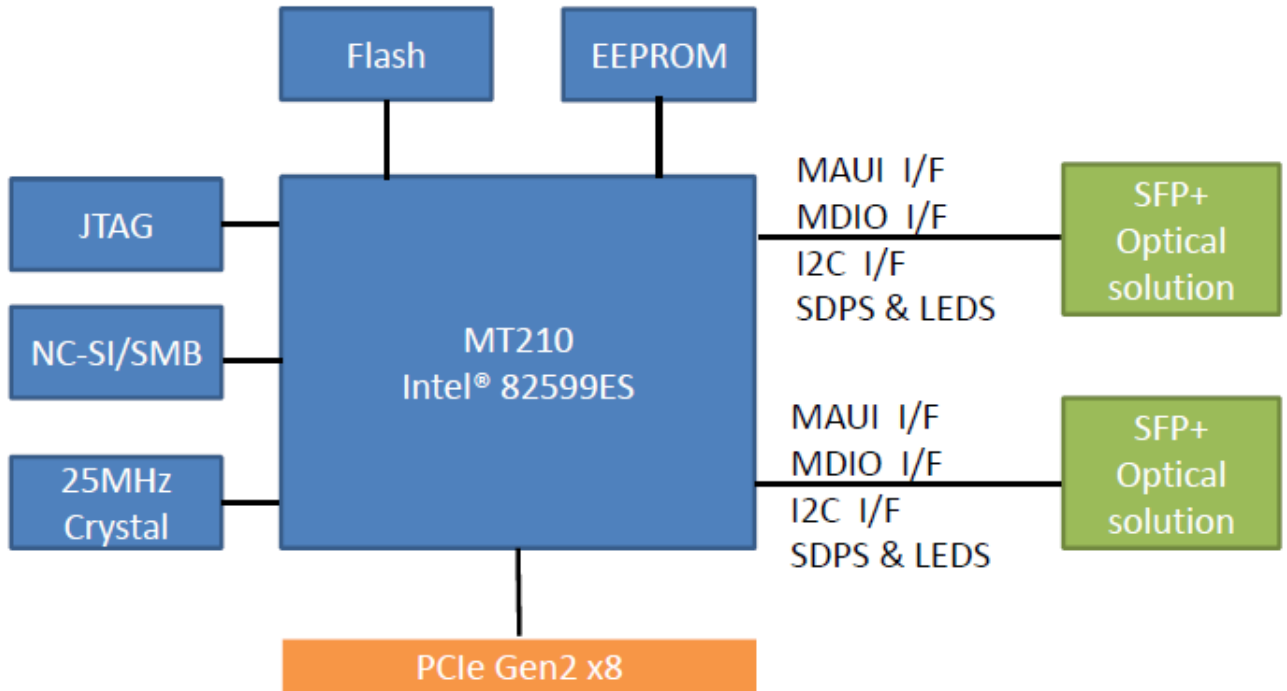 Flash
EEPROM
JTAG
NC-SI/SMB
25MHz
Crystal
MT210
Intel® 82599ES
MAUI I/F
MDIO I/F
I2C I/F
SDPS & LEDS
SFP+
Optical
solution
MAUI I/F
MDIO I/F
I2C I/F
SDPS & LEDS
SFP+
Optical
solution
PCIe Gen2 x8